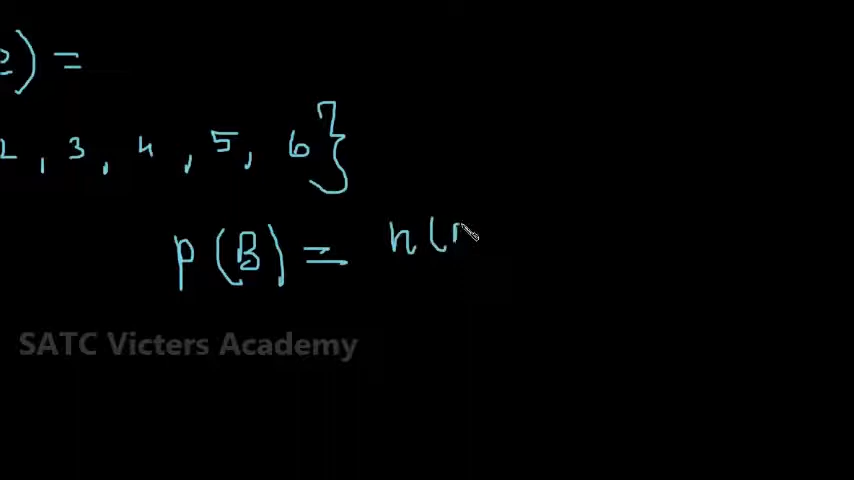 ) =
2 , 3 , 4 , 5 , 6 }
P(B) = n(
SATC Victers Academy